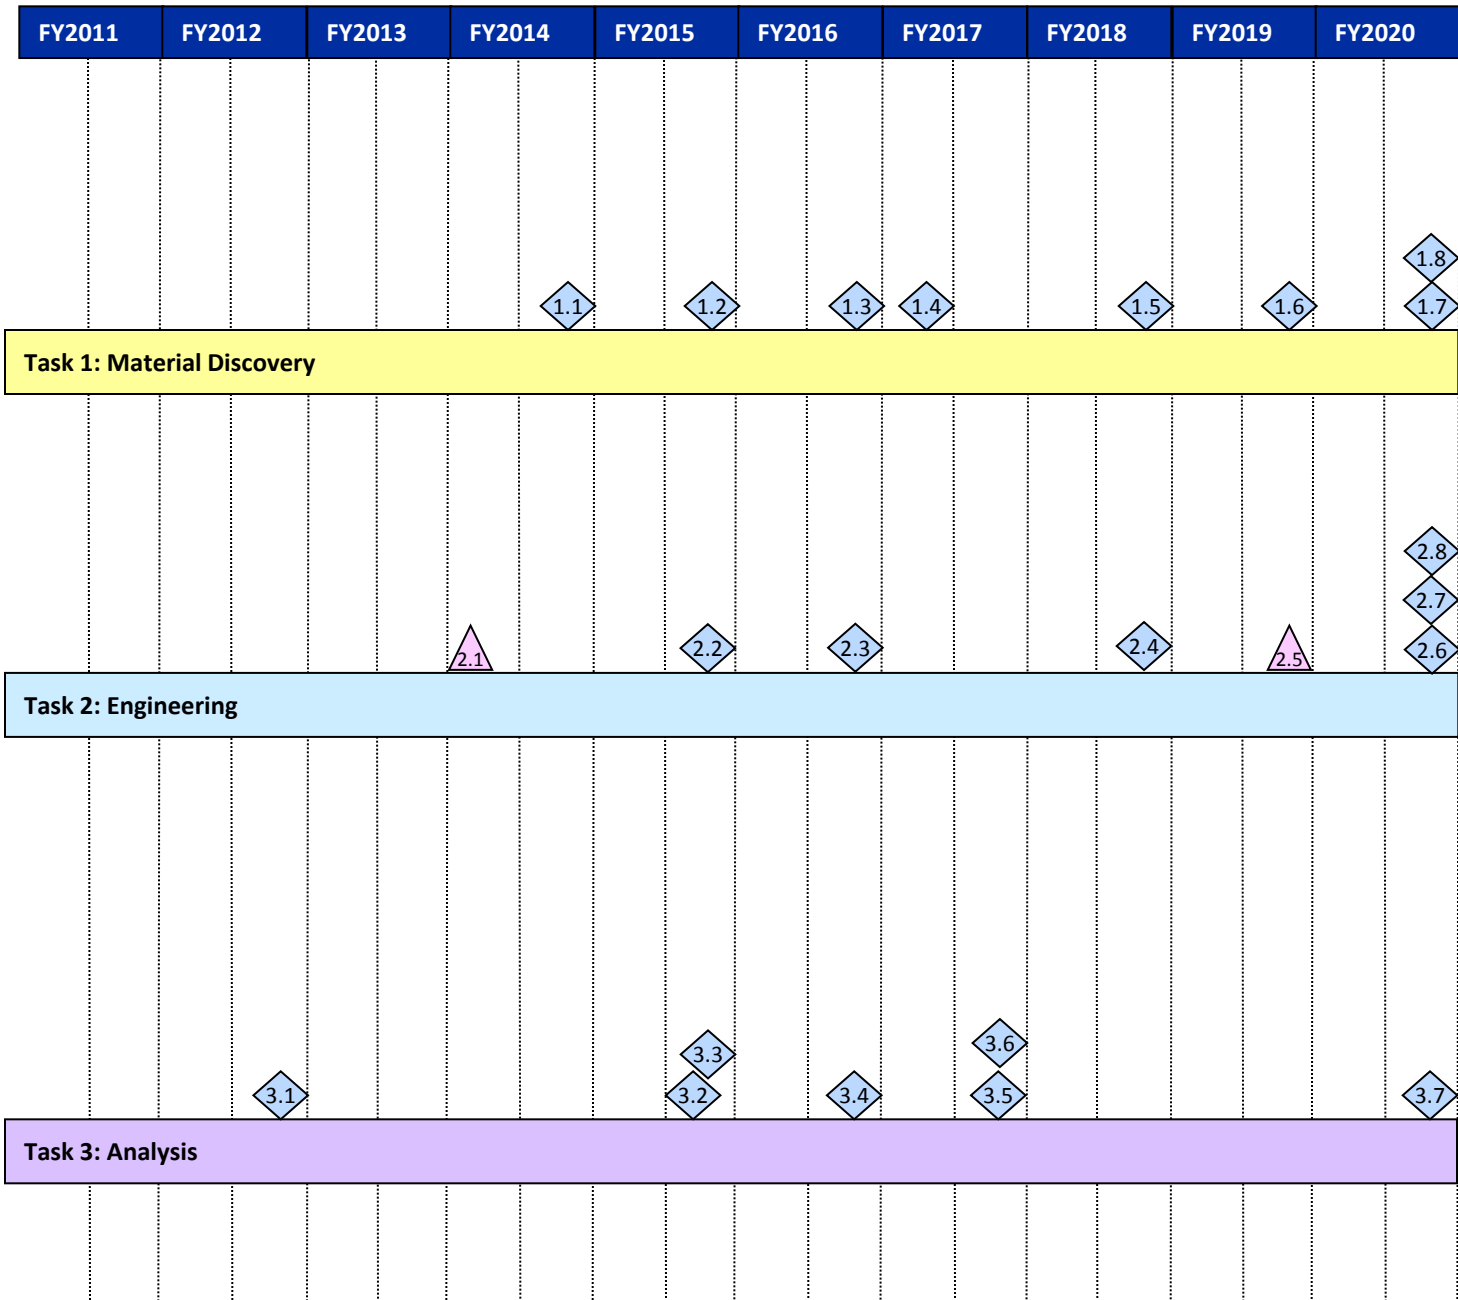 FY2011 FY2012 FY2013 FY2014 FY2015 FY2016 FY2017 FY2018 FY2019 FY2020
1.8
1.1 1.2 1.3 1.4 1.5 1.6 1.7
Task 1: Material Discovery
2.8
2.7
2.1 2.2 2.3 2.4 2.5 2.6
Task 2: Engineering
3.3 3.6
3.1 3.2 3.4 3.5 3.7
Task 3: Analysis